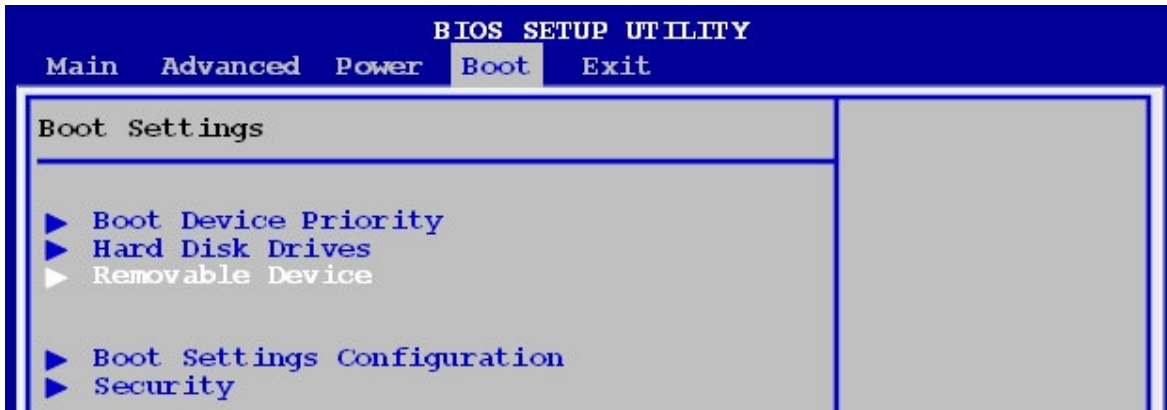 BIOS SETUP UTILITY
Main Advanced Power Boot Exit
Boot Settings
Boot Device Priority
Hard Disk Drives
Removable Device
Boot Settings Configuration
Security